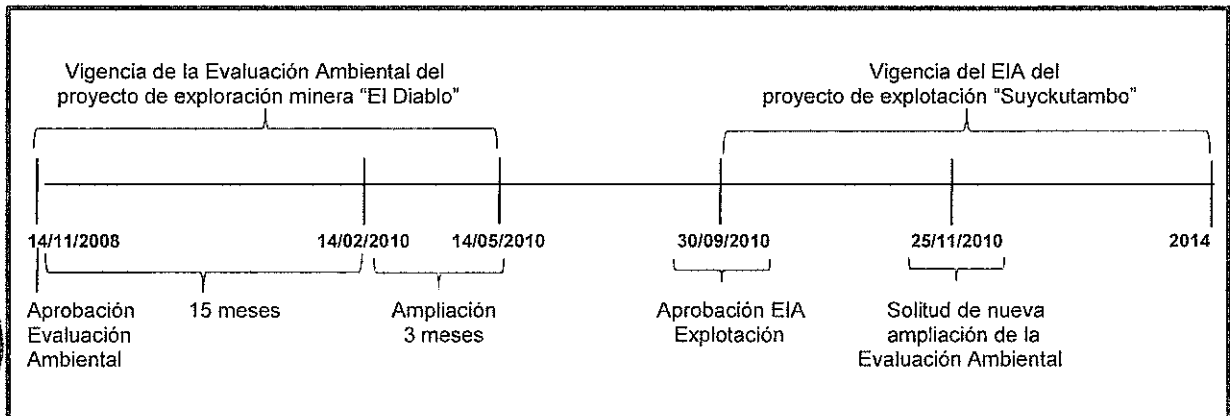 Vigencia de la Evaluación Ambiental del
proyecto de exploración minera "El Diablo"
Vigencia del EIA del
proyecto de explotación "Suyckutambo"
14/11/2008
14/02/2010
14/05/2010
30/09/2010
25/11/2010
2014
Aprobación
Evaluación
Ambiental
15 meses
Ampliación
3 meses
Aprobación EIA
Explotación
Solitud de nueva
ampliación de la
Evaluación Ambiental